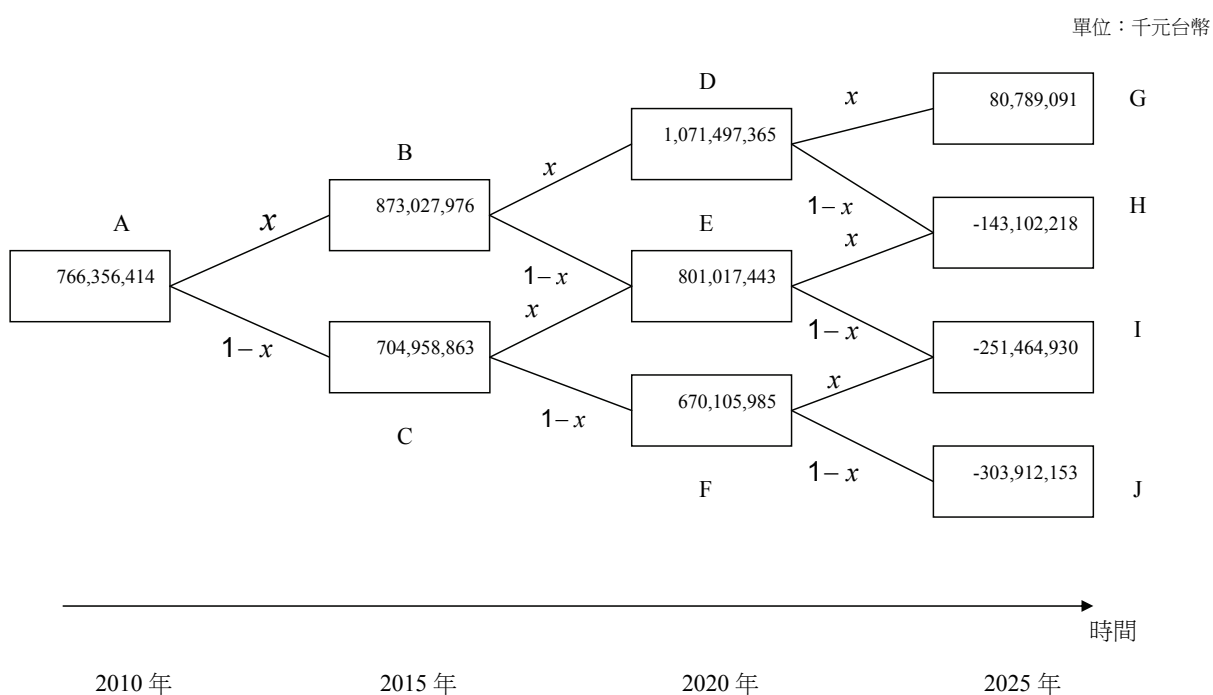 單位：千元台幣
D
x
80,789,091
G
1,071,497,365
B
x
873,027,976
1– x
H
A
x
E
x
-143,102,218
766,356,414
1– x
801,017,443
x
1– x
I
1– x
704,958,863
x
-251,464,930
670,105,985
1– x
C
1– x
-303,912,153
F
J
時間
2010 年
2015 年
2020 年
2025 年